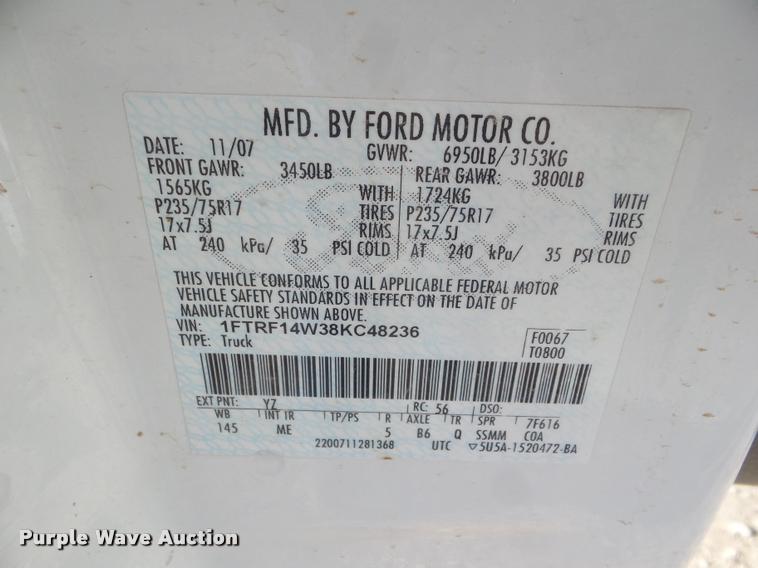 MFD. BY FORD MOTOR CO.
DATE: 11/07 GVWR: 6950LB/ 3153KG
FRONT GAWR: 3450LB REAR GAWR: 3800LB
1565KG WITH 1724KG WITH
P235/75R17 TIRES P235/75R17 TIRES
17x7.5J RIMS 17x7.5J RIMS
AT 240 kPa/ 35 PSI COLD AT 240 kPa/ 35 PSI COLD
THIS VEHICLE CONFORMS TO ALL APPLICABLE FEDERAL MOTOR
VEHICLE SAFETY STANDARDS IN EFFECT ON THE DATE OF
MANUFACTURE SHOWN ABOVE.
VIN: 1FTRF14W38KC48236 F0067
TYPE: Truck T0800
EXT PNT: YZ RC: 56 DSO:
WB INT IR TP/PS R AXLE TR SPR 7F616
145 ME 5 B6 Q SSMM COA
2200711281368 UTC ▽5U5A-1520472-BA
Purple Wave Auction